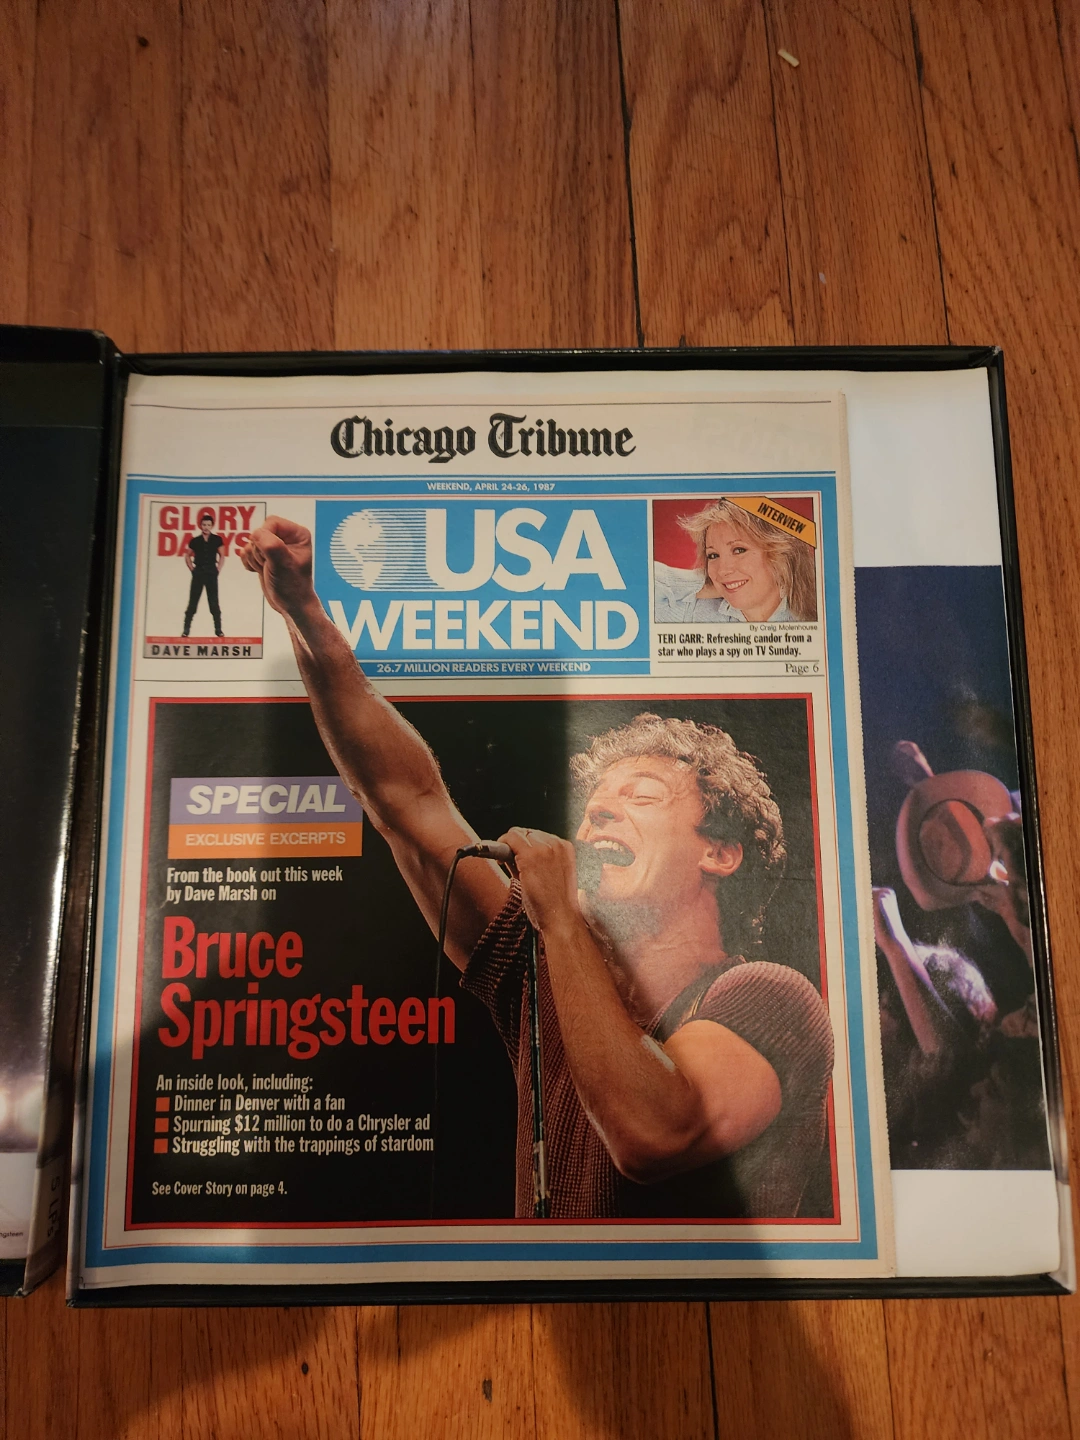 Chicago Tribune
WEEKEND, APRIL 24-26, 1987
GLORY
DAYS
DAVE MARSH
USA
WEEKEND
26.7 MILLION READERS EVERY WEEKEND
INTERVIEW
By Craig Molenhouse
TERI GARR: Refreshing candor from a
star who plays a spy on TV Sunday.
Page 6
SPECIAL
EXCLUSIVE EXCERPTS
From the book out this week
by Dave Marsh on
Bruce
Springsteen
An inside look, including:
Dinner in Denver with a fan
Spurning $12 million to do a Chrysler ad
Struggling with the trappings of stardom
See Cover Story on page 4.